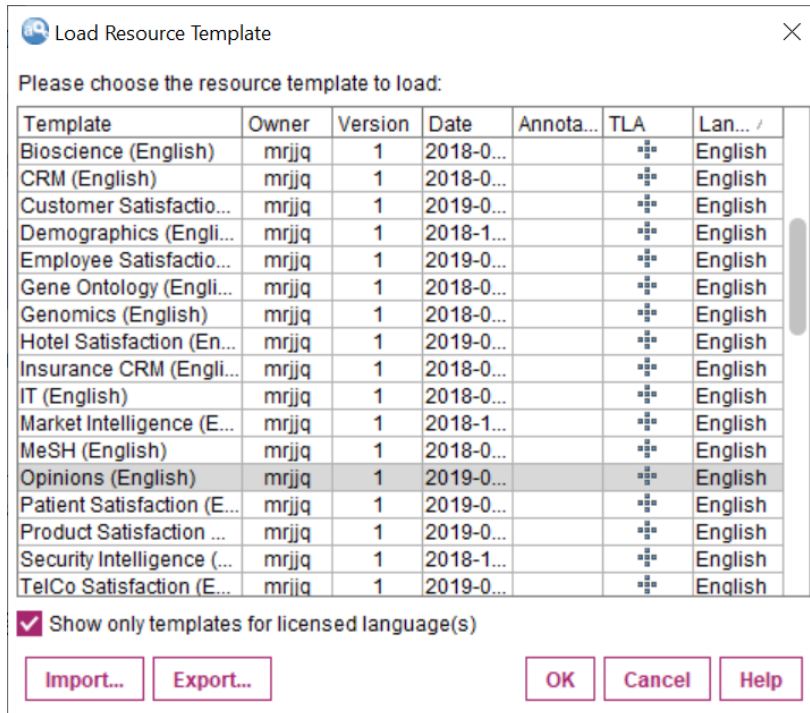 Load Resource Template
Please choose the resource template to load:
Template Owner Version Date Annota... TLA Lan...
Bioscience (English) mrjjq 1 2018-0... English
CRM (English) mrjjq 1 2018-0... English
Customer Satisfactio... mrjjq 1 2019-0... English
Demographics (Engli... mrjjq 1 2018-1... English
Employee Satisfactio... mrjjq 1 2019-0... English
Gene Ontology (Engli... mrjjq 1 2018-0... English
Genomics (English) mrjjq 1 2018-0... English
Hotel Satisfaction (En... mrjjq 1 2019-0... English
Insurance CRM (Engli... mrjjq 1 2018-0... English
IT (English) mrjjq 1 2018-0... English
Market Intelligence (E... mrjjq 1 2018-1... English
MeSH (English) mrjjq 1 2018-0... English
Opinions (English) mrjjq 1 2019-0... English
Patient Satisfaction (E... mrjjq 1 2019-0... English
Product Satisfaction ... mrjjq 1 2019-0... English
Security Intelligence (... mrjjq 1 2018-1... English
TelCo Satisfaction (E... mrjjq 1 2019-0... English
Show only templates for licensed language(s)
Import... Export... OK Cancel Help